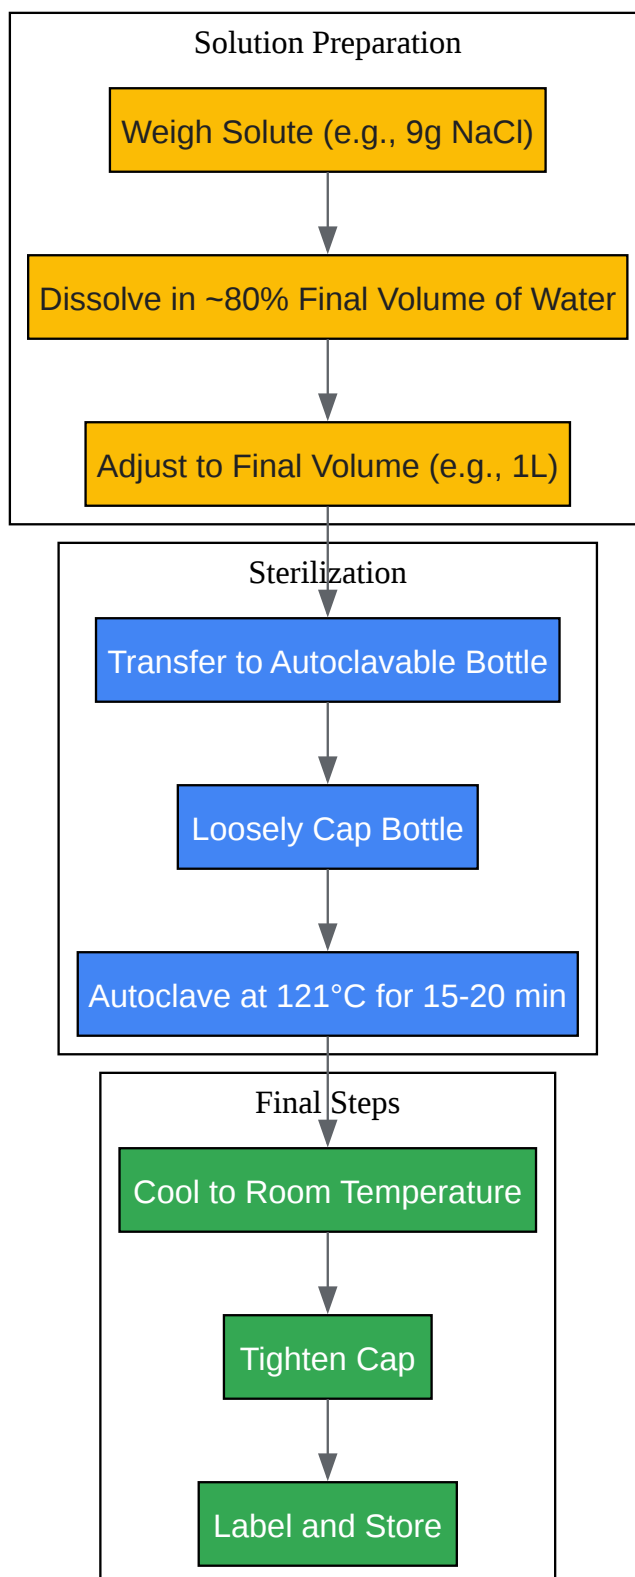 Solution Preparation
Weigh Solute (e.g., 9g NaCl)
Dissolve in ~80% Final Volume of Water
Adjust to Final Volume (e.g., 1L)
Sterilization
Transfer to Autoclavable Bottle
Loosely Cap Bottle
Autoclave at 121°C for 15-20 min
Final Steps
Cool to Room Temperature
Tighten Cap
Label and Store